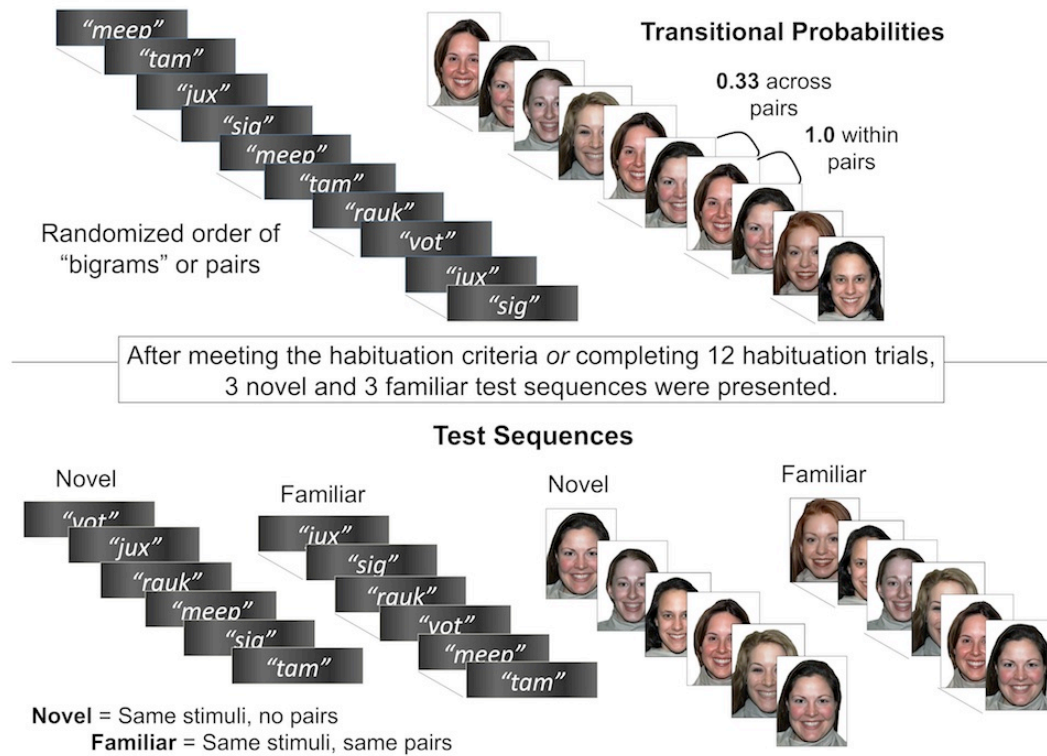 “meep”
“tam”
“jux”
“sig”
“meep”
“tam”
“rauk”
“vot”
“jux”
“sig”
Randomized order of
“bigrams” or pairs
Transitional Probabilities
0.33 across
pairs
1.0 within
pairs
After meeting the habituation criteria or completing 12 habituation trials,
3 novel and 3 familiar test sequences were presented.
Test Sequences
Novel
“vot”
“jux”
“rauk”
“meep”
“sig”
“tam”
Familiar
“jux”
“sig”
“rauk”
“vot”
“meep”
“tam”
Novel
Familiar
Novel = Same stimuli, no pairs
Familiar = Same stimuli, same pairs